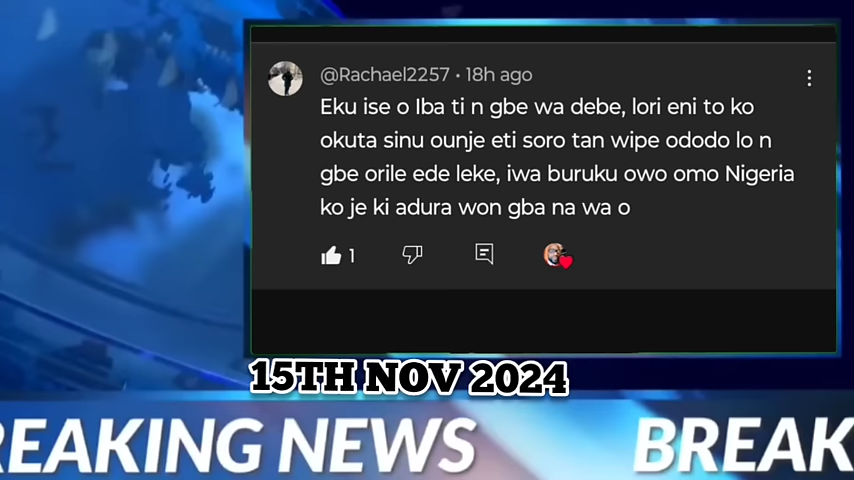 @Rachael2257 • 18h ago
Eku ise o Iba ti n gbe wa debe, lori eni to ko
okuta sinu ounje eti soro tan wipe ododo lo n
gbe orile ede leke, iwa buruku owo omo Nigeria
ko je ki adura won gba na wa o
1
15TH NOV 2024
REAKING NEWS BREAK